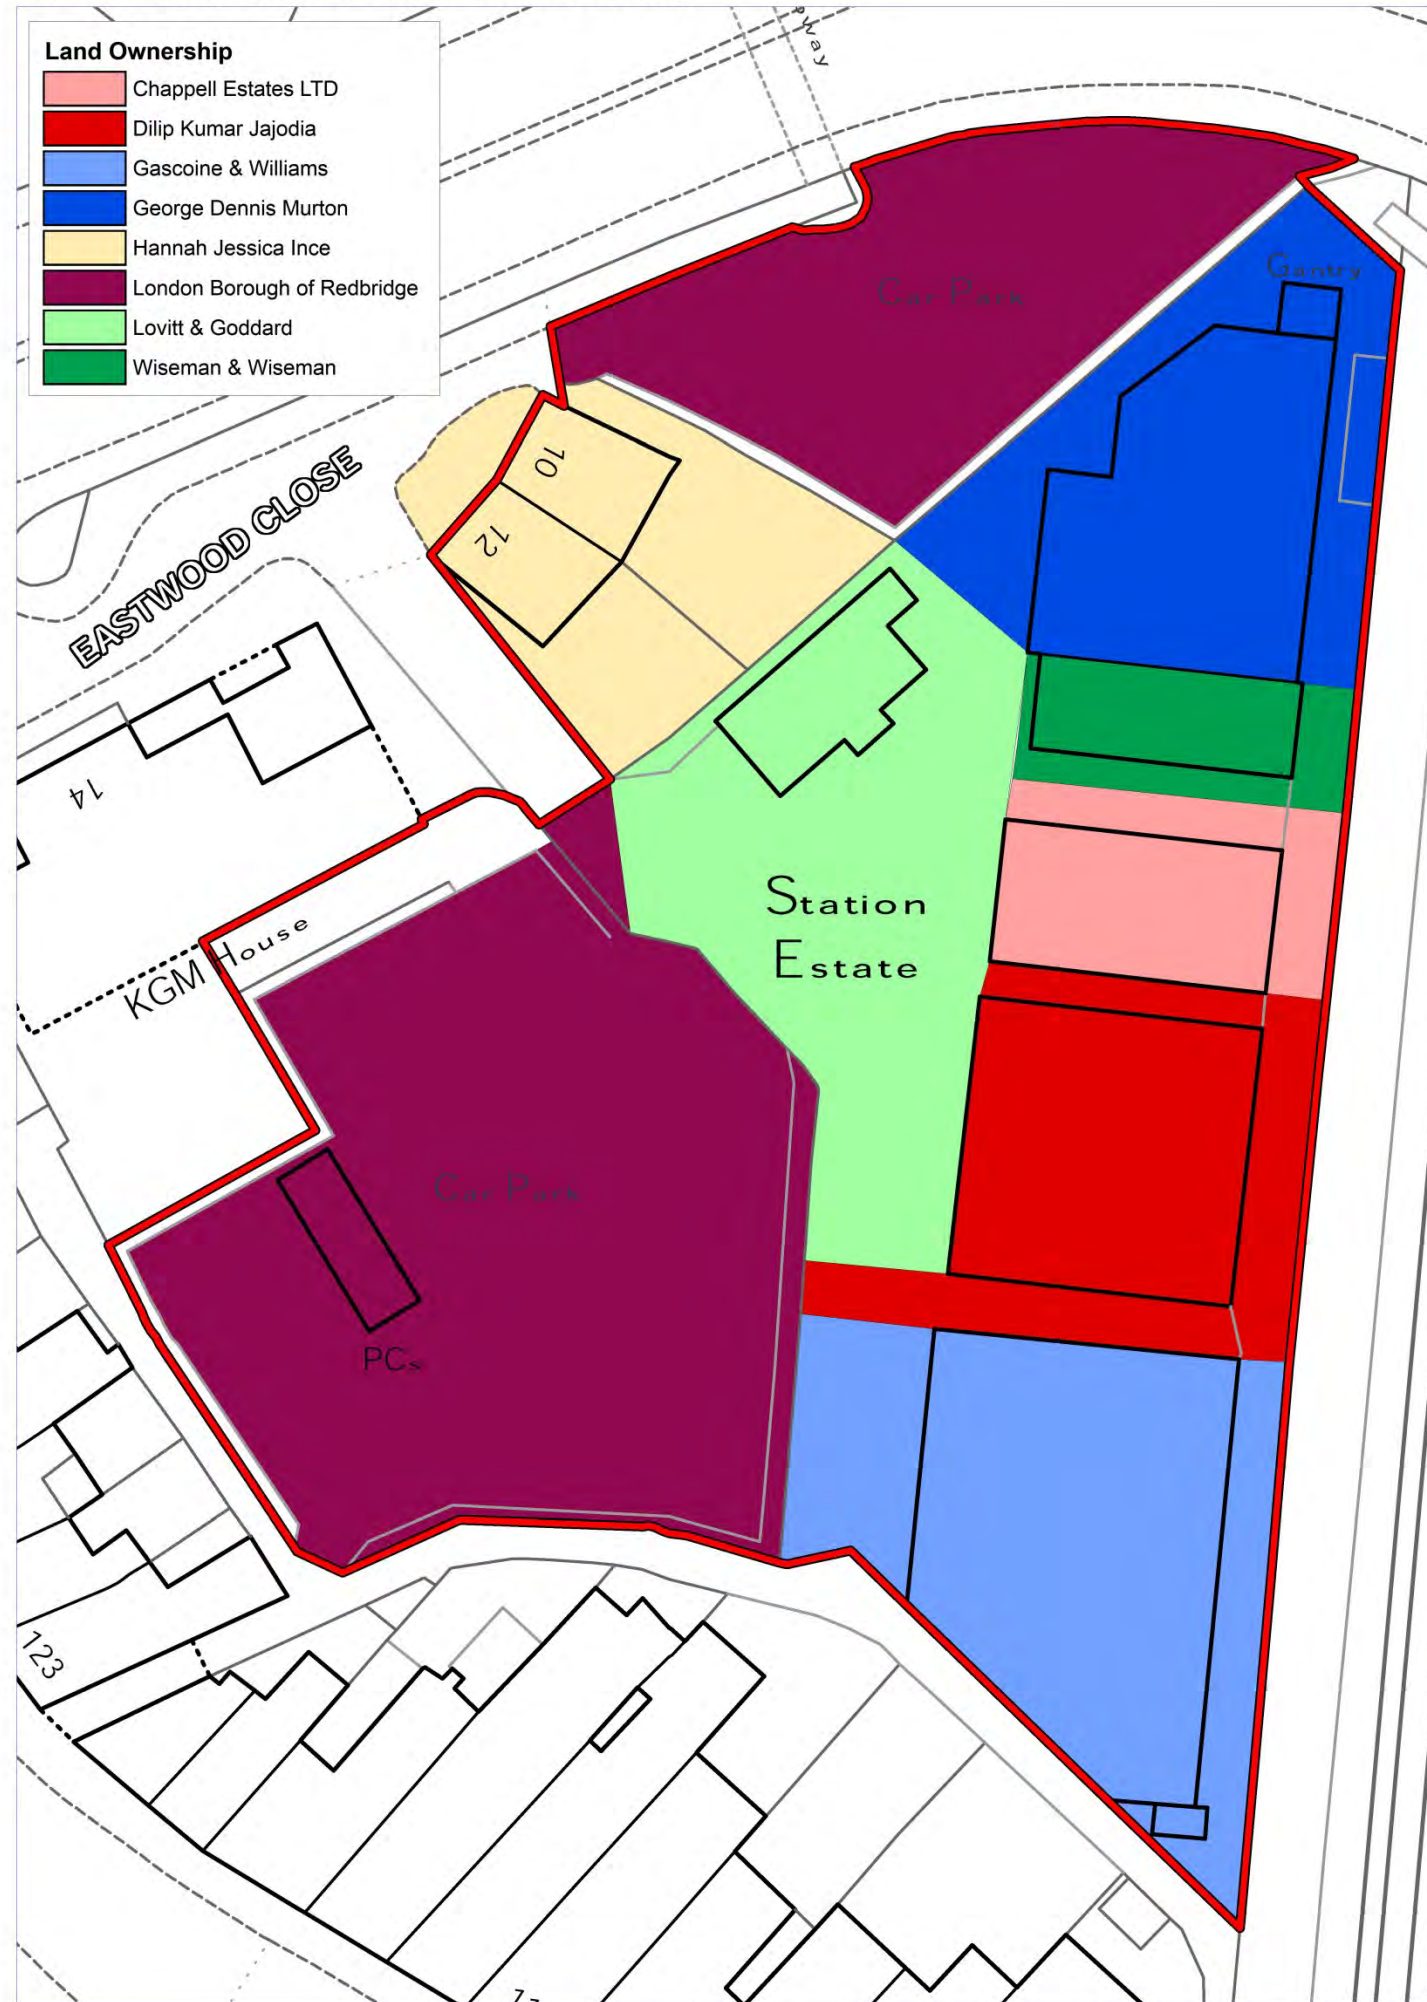 Land Ownership
Chappell Estates LTD
Dilip Kumar Jajodia
Gascoine & Williams
George Dennis Murton
Hannah Jessica Ince
London Borough of Redbridge
Lovitt & Goddard
Wiseman & Wiseman
Car Park
Gantry
10
12
EASTWOOD CLOSE
14
Station
Estate
KGM House
Car Park
PCs
123